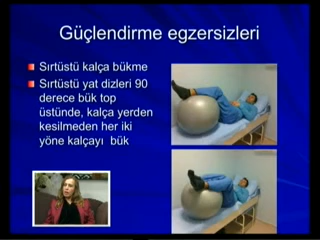 Güçlendirme egzersizleri
Sırtüstü kalça bükme
Sırtüstü yat dizleri 90
derece bük top
üstünde, kalça yerden
kesilmeden her iki
yöne kalçayı bük